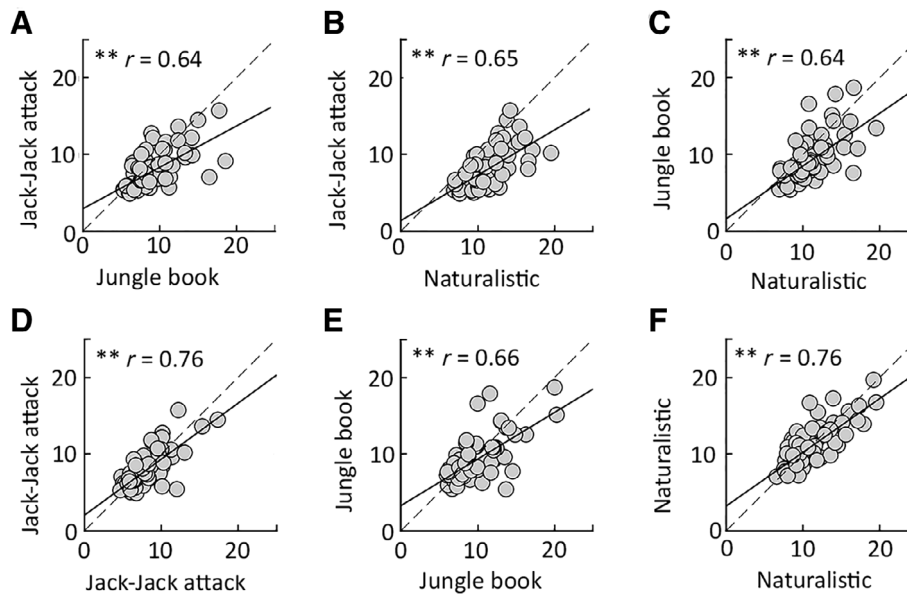 A
** r = 0.64
Jack-Jack attack
20
10
0
0
10
20
Jungle book
B
** r = 0.65
Jack-Jack attack
20
10
0
0
10
20
Naturalistic
C
** r = 0.64
Jungle book
20
10
0
0
10
20
Naturalistic
D
** r = 0.76
Jack-Jack attack
20
10
0
0
10
20
Jack-Jack attack
E
** r = 0.66
Jungle book
20
10
0
0
10
20
Jungle book
F
** r = 0.76
Naturalistic
20
10
0
0
10
20
Naturalistic